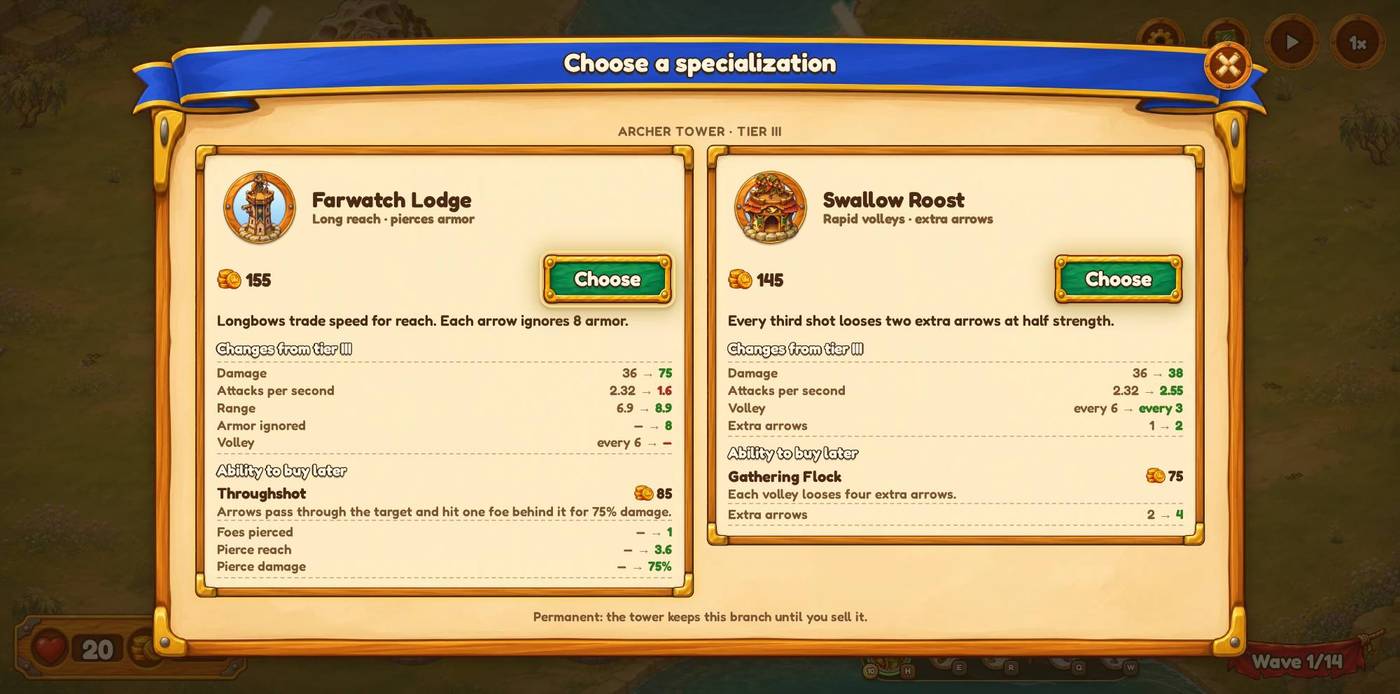 Choose a specialization
1x
ARCHER TOWER · TIER III
Farwatch Lodge
Long reach · pierces armor
155
Choose
Longbows trade speed for reach. Each arrow ignores 8 armor.
Changes from tier III
Damage 36 → 75
Attacks per second 2.32 → 1.6
Range 6.9 → 8.9
Armor ignored – → 8
Volley every 6 → –
Ability to buy later
Throughshot 85
Arrows pass through the target and hit one foe behind it for 75% damage.
Foes pierced – → 1
Pierce reach – → 3.6
Pierce damage – → 75%
Swallow Roost
Rapid volleys · extra arrows
145
Choose
Every third shot looses two extra arrows at half strength.
Changes from tier III
Damage 36 → 38
Attacks per second 2.32 → 2.55
Volley every 6 → every 3
Extra arrows 1 → 2
Ability to buy later
Gathering Flock 75
Each volley looses four extra arrows.
Extra arrows 2 → 4
Permanent: the tower keeps this branch until you sell it.
20
H E R Q W
Wave 1/14